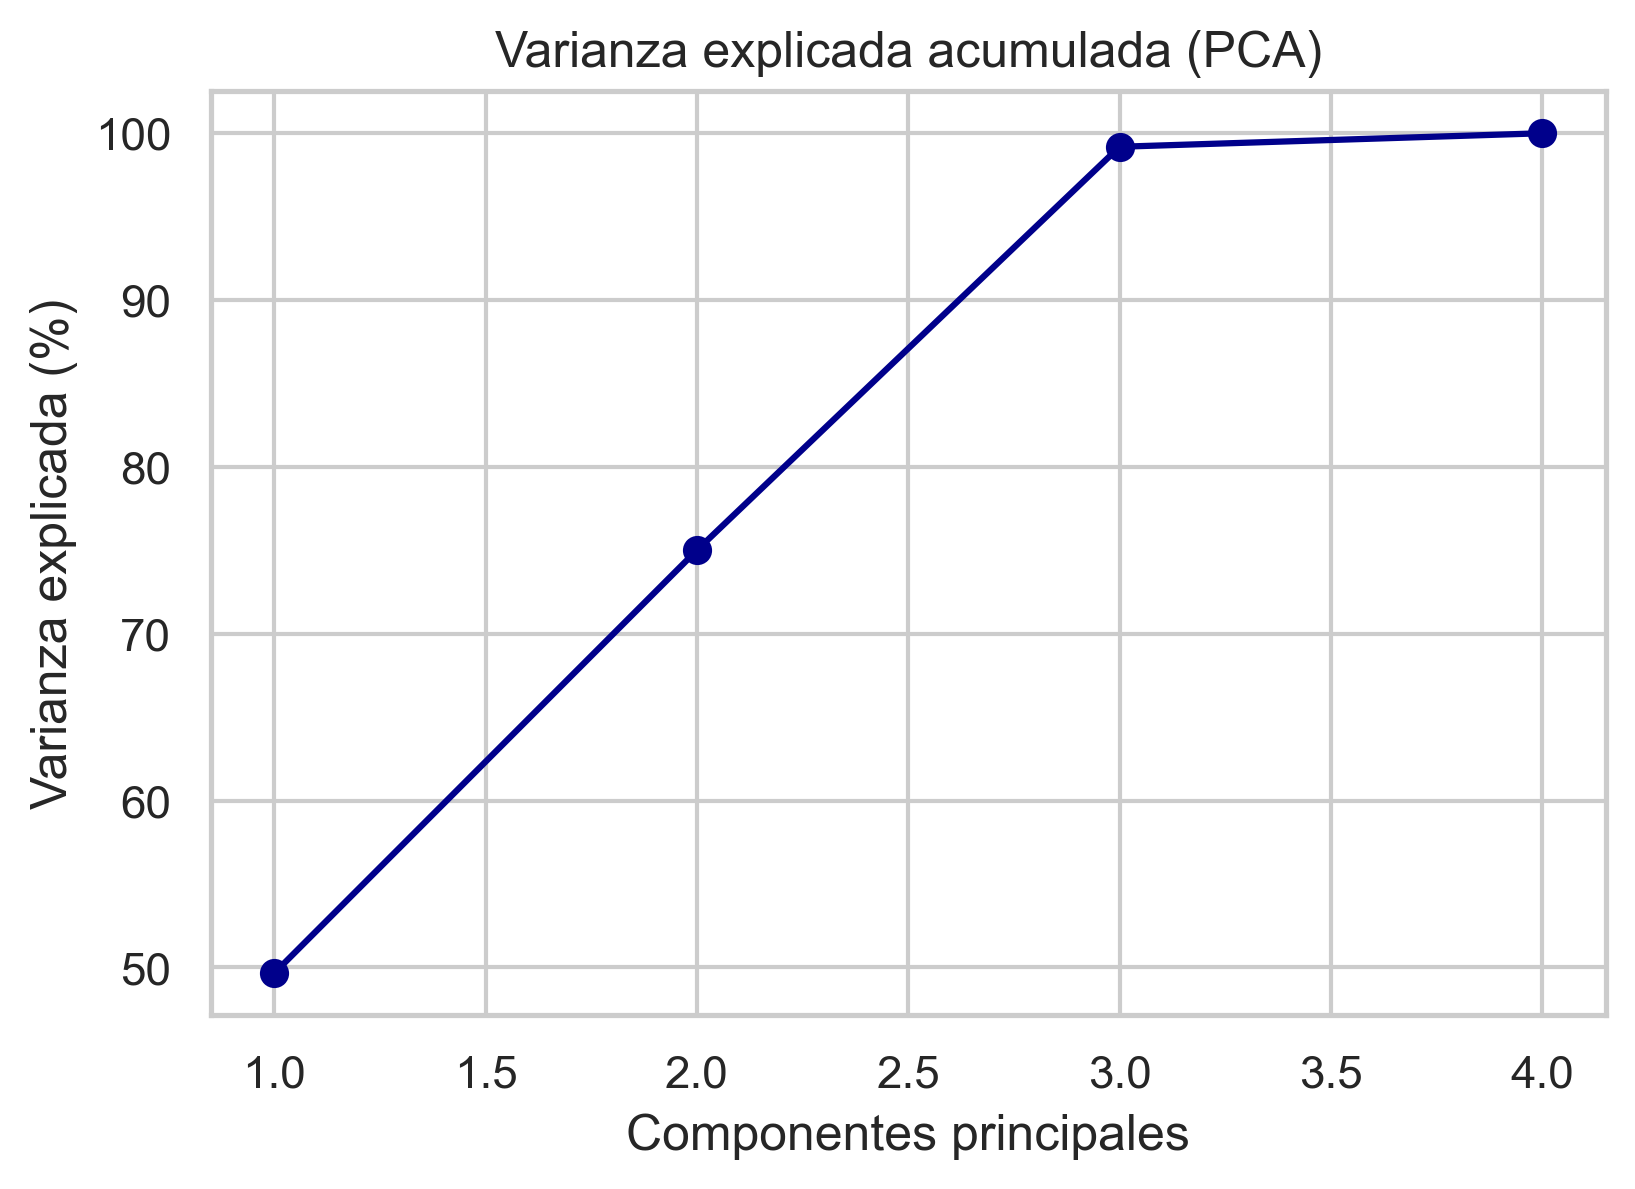 Varianza explicada acumulada (PCA)
Varianza explicada (%)
100
90
80
70
60
50
1.0 1.5 2.0 2.5 3.0 3.5 4.0
Componentes principales